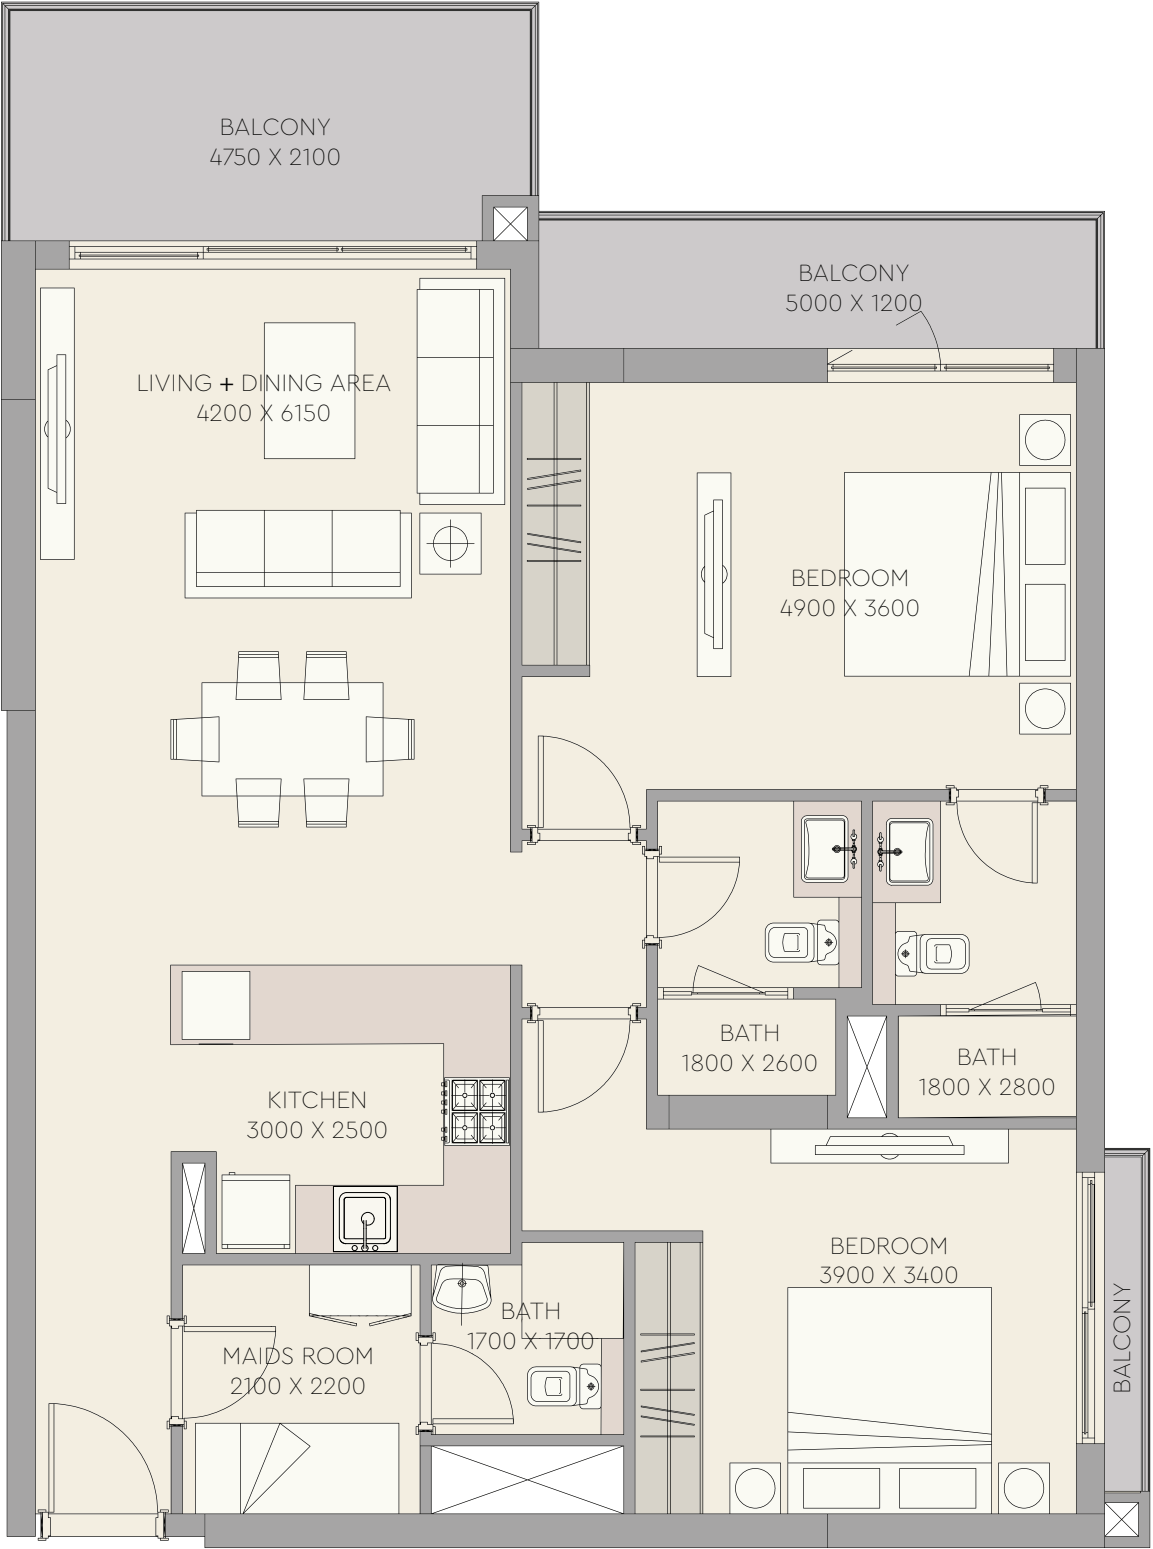 BALCONY
4750 X 2100
BALCONY
5000 X 1200
LIVING + DINING AREA
4200 X 6150
BEDROOM
4900 X 3600
BATH
1800 X 2600
BATH
1800 X 2800
KITCHEN
3000 X 2500
BEDROOM
3900 X 3400
BALCONY
BATH
1700 X 1700
MAIDS ROOM
2100 X 2200